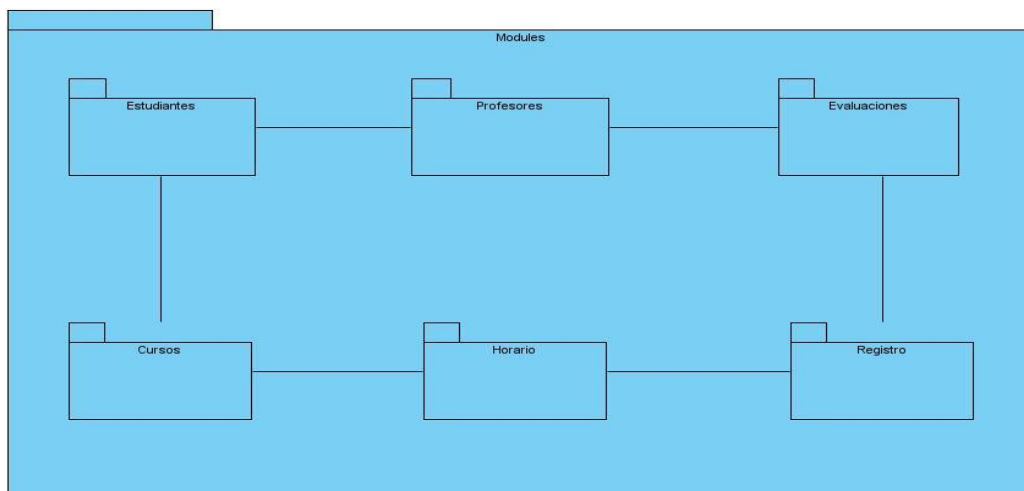 Modules
Estudiantes
Profesores
Evaluaciones
Cursos
Horario
Registro